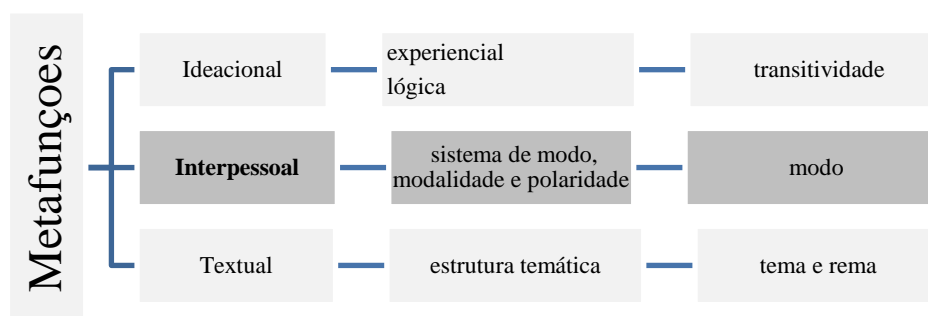 Metafunçoes
Ideacional
experiencial
lógica
transitividade
Interpessoal
sistema de modo,
modalidade e polaridade
modo
Textual
estrutura temática
tema e rema